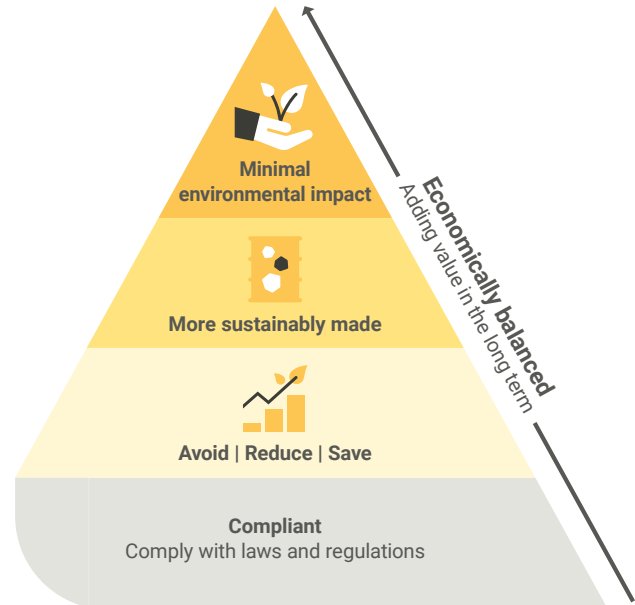 Minimal
environmental impact
More sustainably made
Avoid | Reduce | Save
Compliant
Comply with laws and regulations
Economically balanced
Adding value in the long term